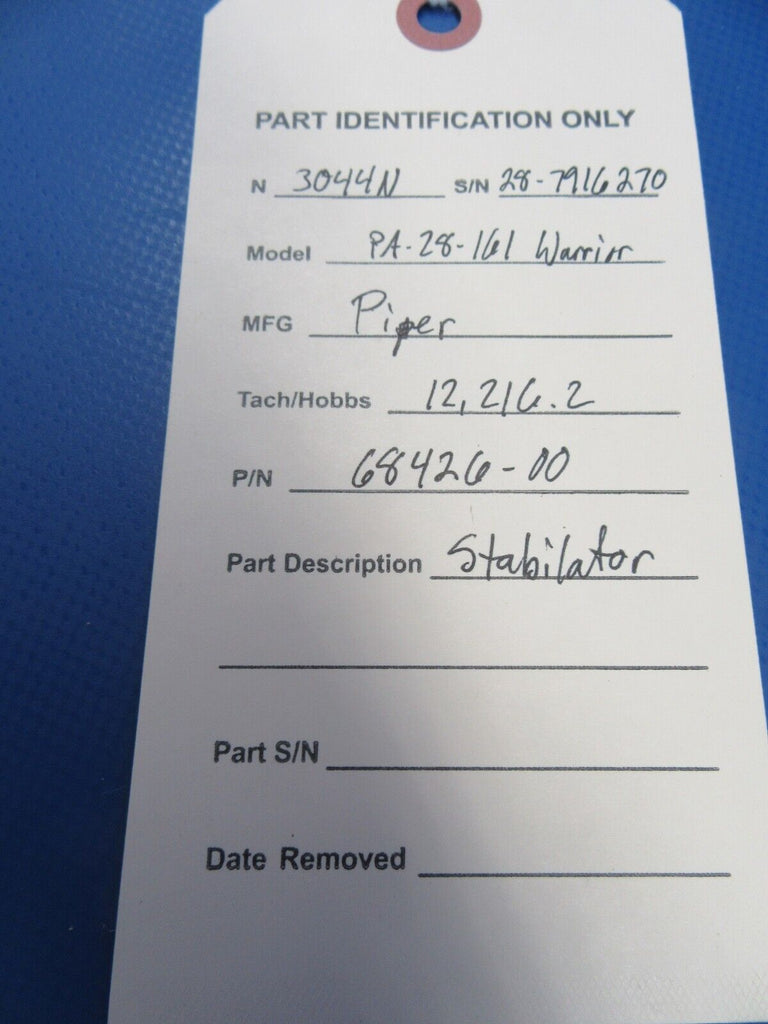 PART IDENTIFICATION ONLY
N 3044N S/N 28-7916270
Model PA-28-161 Warrior
MFG Piper
Tach/Hobbs 12,216.2
P/N 68426-00
Part Description Stabilator
Part S/N
Date Removed